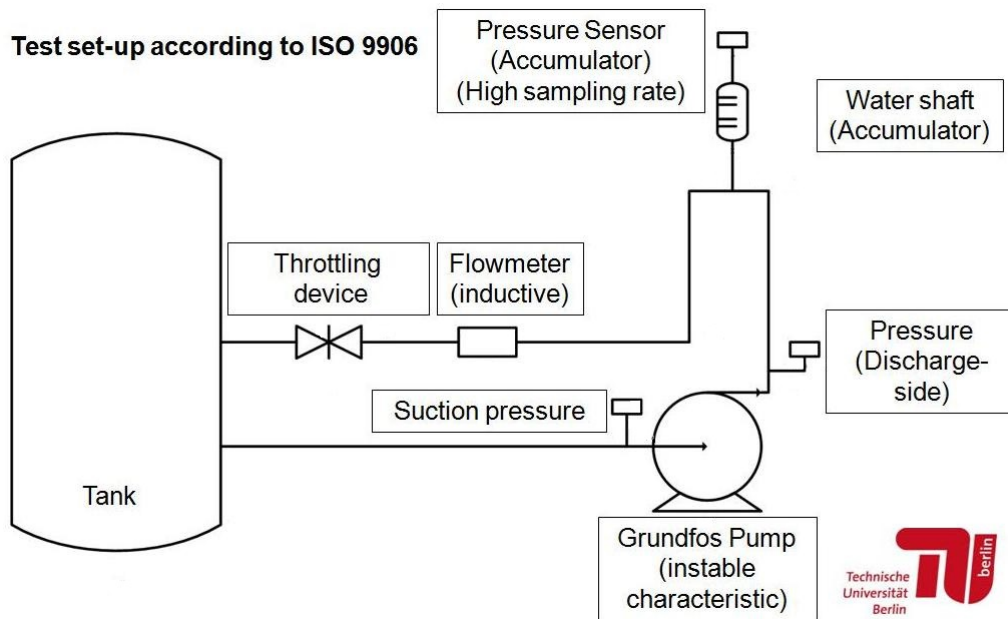 Test set-up according to ISO 9906
Pressure Sensor
(Accumulator)
(High sampling rate)
Water shaft
(Accumulator)
Throttling
device
Flowmeter
(inductive)
Pressure
(Discharge-
side)
Suction pressure
Tank
Grundfos Pump
(instable
characteristic)
Technische
Universität
Berlin
berlin